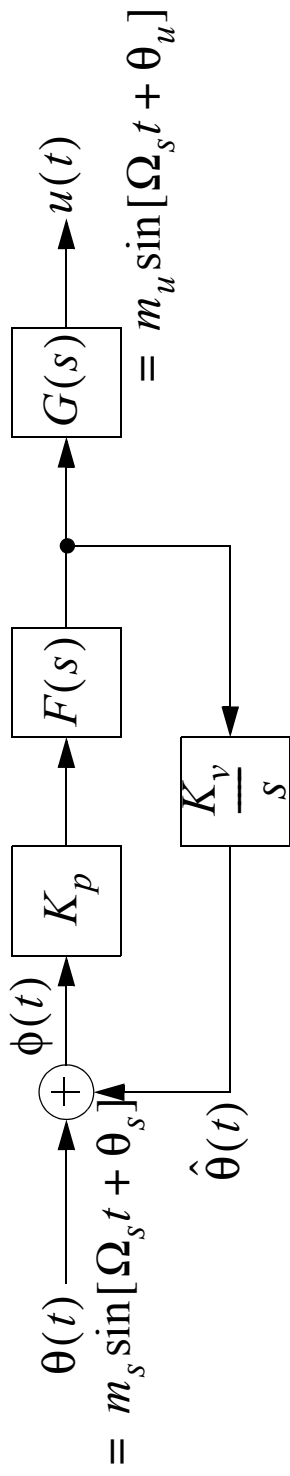 θ(t)
= m_s sin[Ω_s t + θ_s]
+
ϕ(t)
K_p
F(s)
G(s)
u(t)
= m_u sin[Ω_s t + θ_u]
K_v
s
θ̂(t)